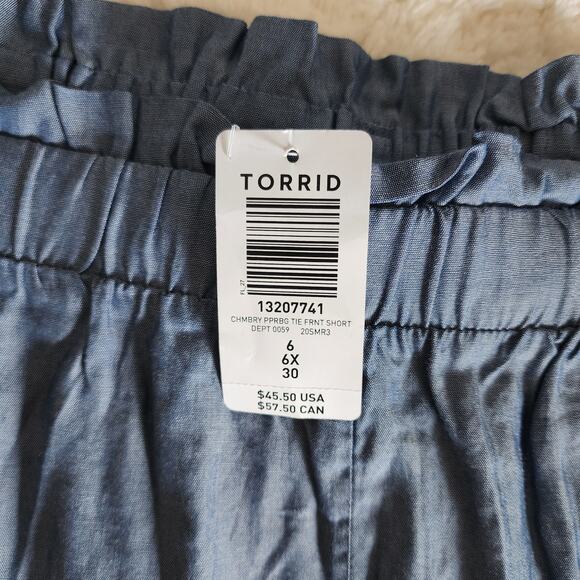 TORRID
FL_27
13207741
CHMBRY PPRBG TIE FRNT SHORT
DEPT 0059 20SMR3
6
6X
30
$45.50 USA
$57.50 CAN